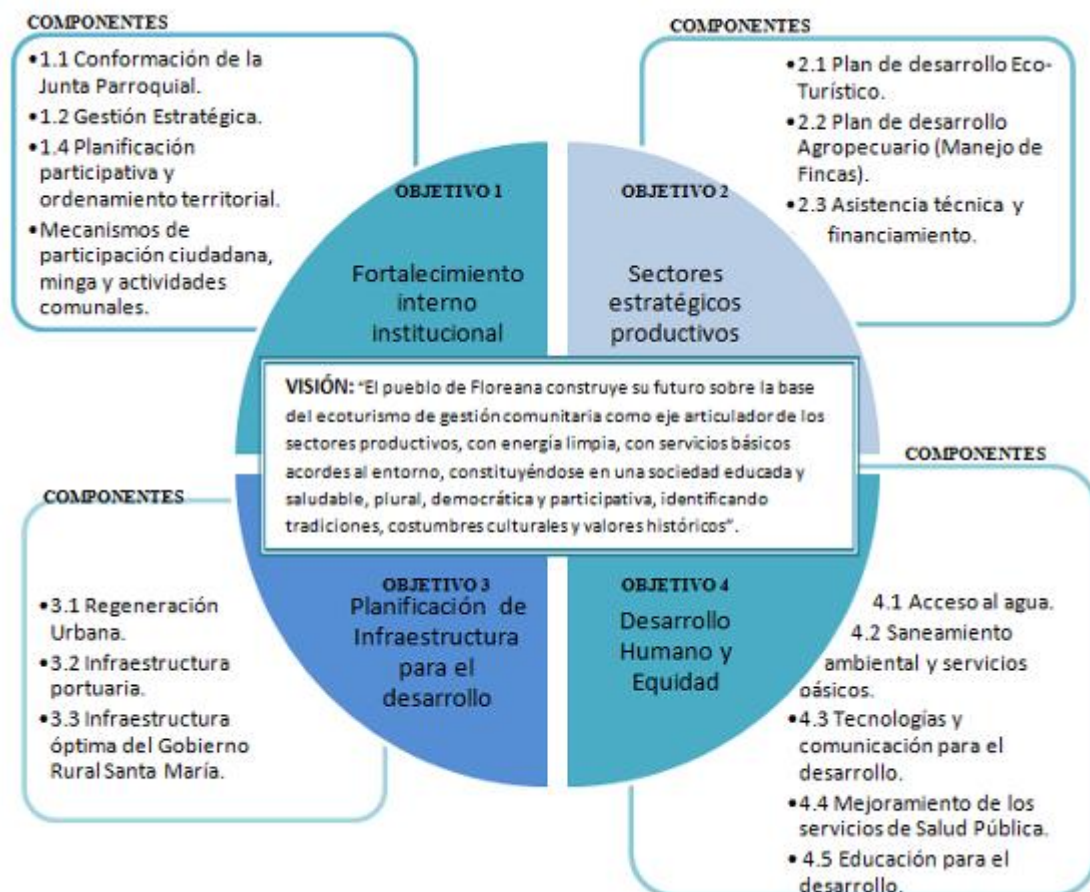 COMPONENTES
•1.1 Conformación de la
Junta Parroquial.
•1.2 Gestión Estratégica.
•1.4 Planificación
participativa y
ordenamiento territorial.
•Mecanismos de
participación ciudadana,
minga y actividades
comunales.
COMPONENTES
•2.1 Plan de desarrollo Eco-
Turístico.
•2.2 Plan de desarrollo
Agropecuario (Manejo de
Fincas).
•2.3 Asistencia técnica y
financiamiento.
OBJETIVO 1
Fortalecimiento
interno
institucional
OBJETIVO 2
Sectores
estratégicos
productivos
VISIÓN: "El pueblo de Floreana construye su futuro sobre la base
del ecoturismo de gestión comunitaria como eje articulador de los
sectores productivos, con energía limpia, con servicios básicos
acordes al entorno, constituyéndose en una sociedad educada y
saludable, plural, democrática y participativa, identificando
tradiciones, costumbres culturales y valores históricos".
COMPONENTES
•3.1 Regeneración
Urbana.
•3.2 Infraestructura
portuaria.
•3.3 Infraestructura
óptima del Gobierno
Rural Santa María.
OBJETIVO 3
Planificación de
Infraestructura
para el
desarrollo
OBJETIVO 4
Desarrollo
Humano y
Equidad
COMPONENTES
4.1 Acceso al agua.
4.2 Saneamiento
ambiental y servicios
básicos.
•4.3 Tecnologías y
comunicación para el
desarrollo.
•4.4 Mejoramiento de los
servicios de Salud Pública.
• 4.5 Educación para el
desarrollo.